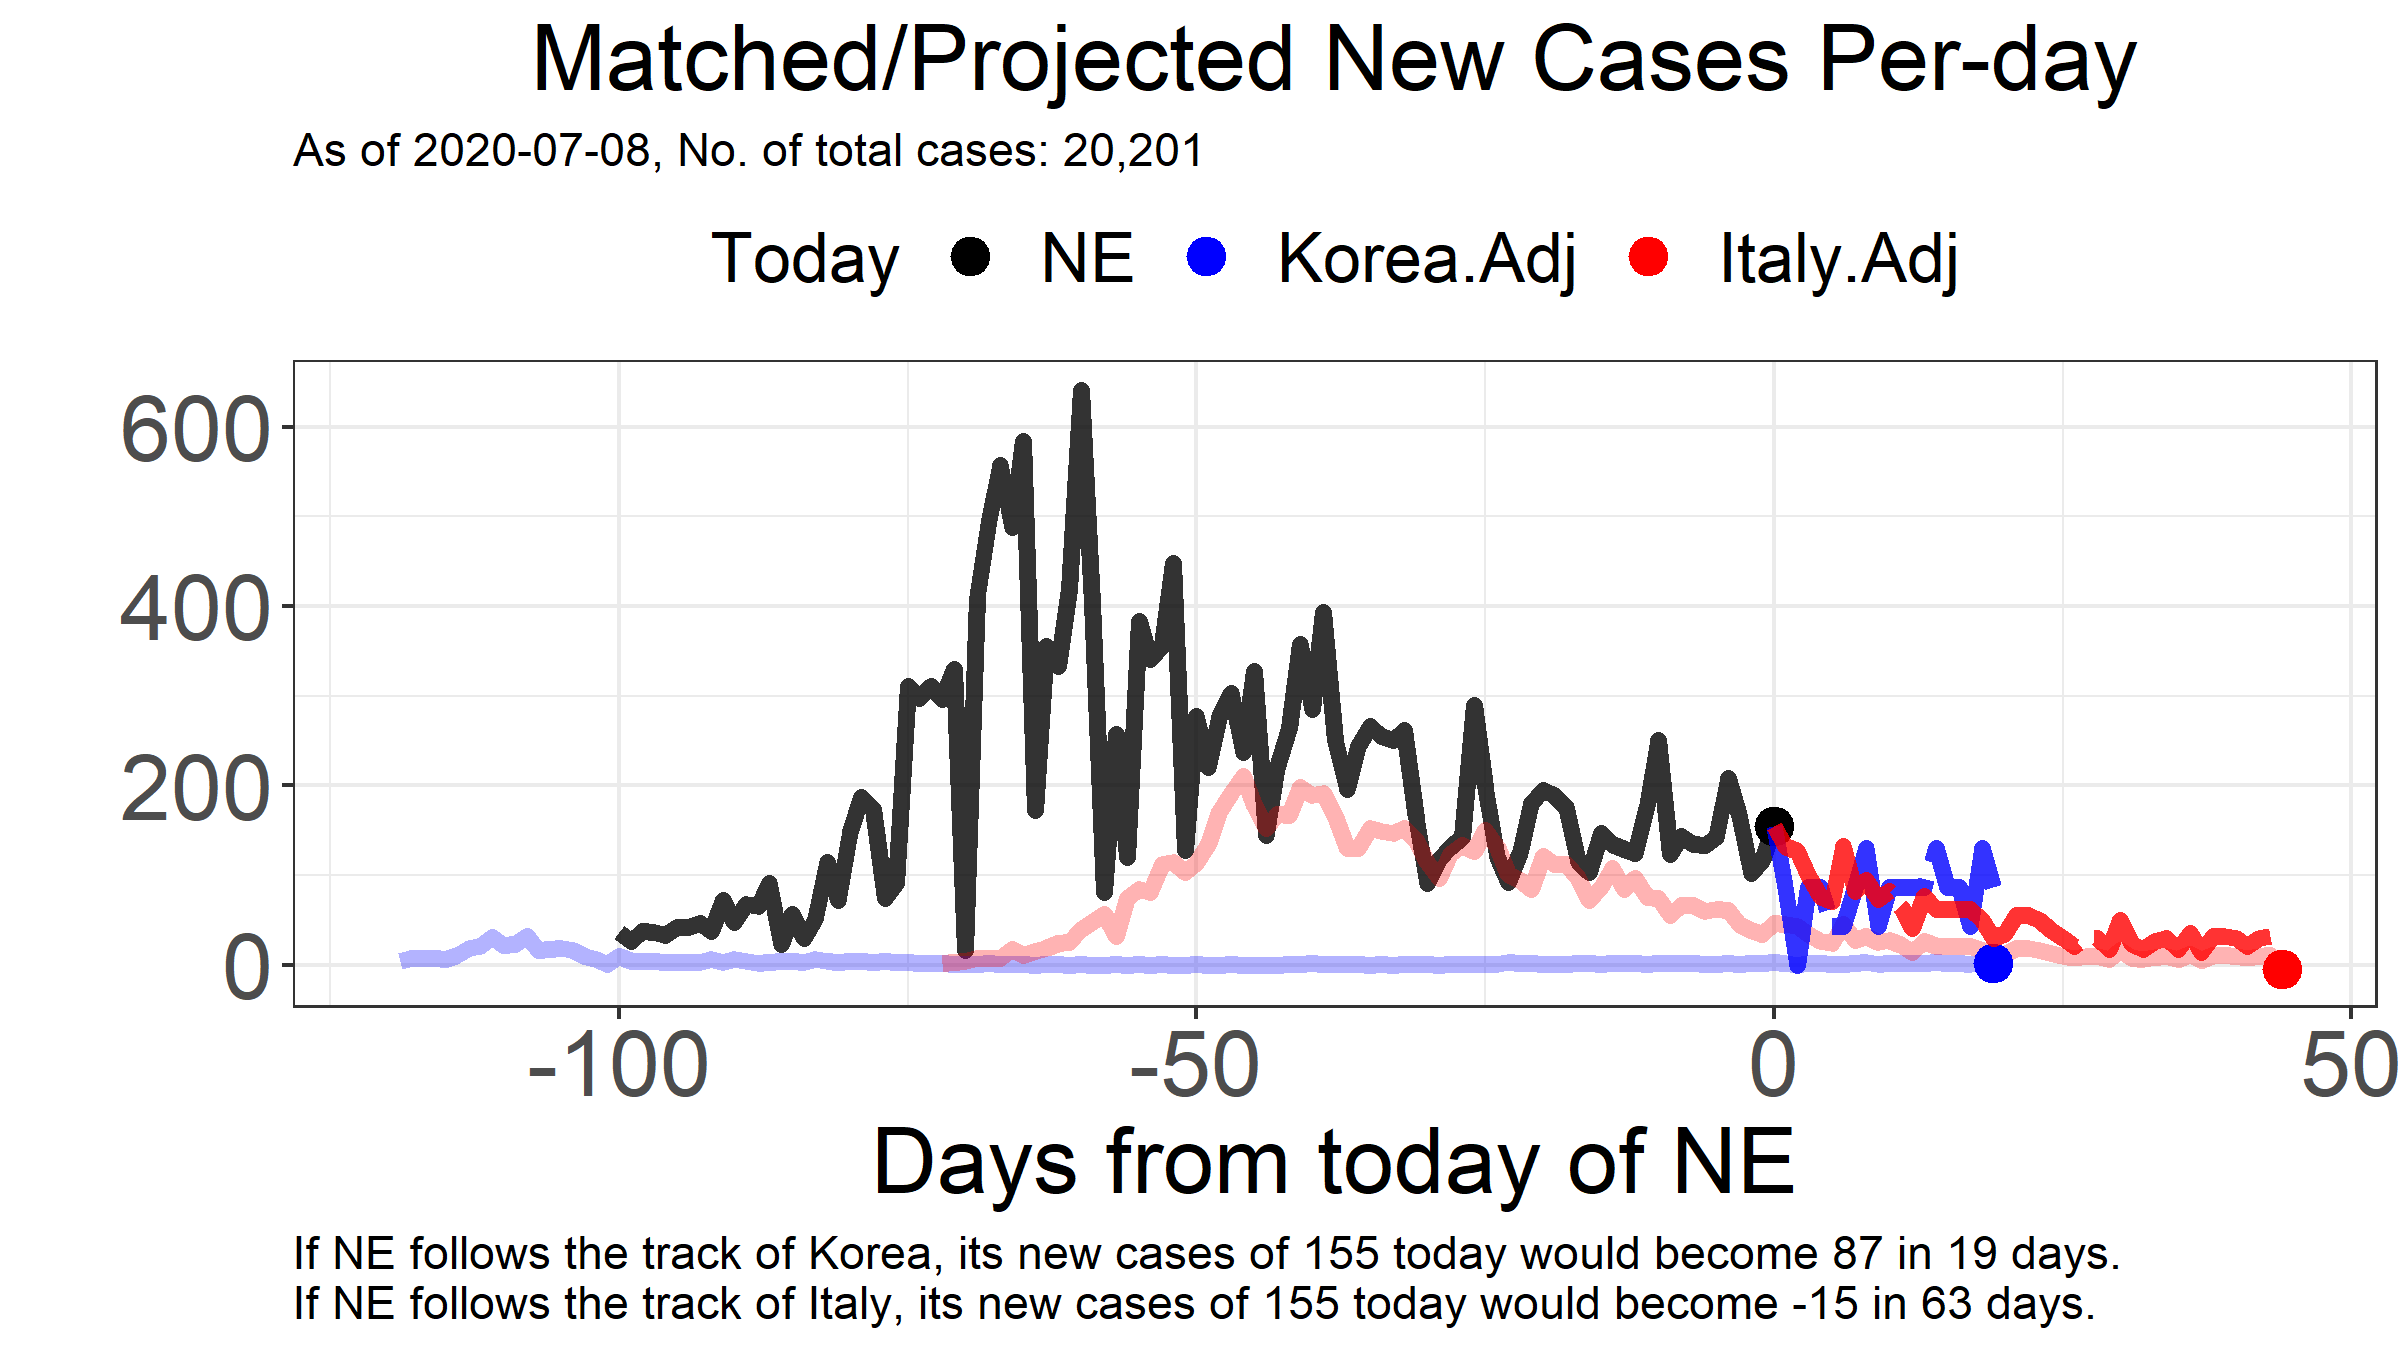 Matched/Projected New Cases Per-day
As of 2020-07-08, No. of total cases: 20,201
Today NE Korea.Adj Italy.Adj
600
400
200
0
-100 -50 0 50
Days from today of NE
If NE follows the track of Korea, its new cases of 155 today would become 87 in 19 days.
If NE follows the track of Italy, its new cases of 155 today would become -15 in 63 days.